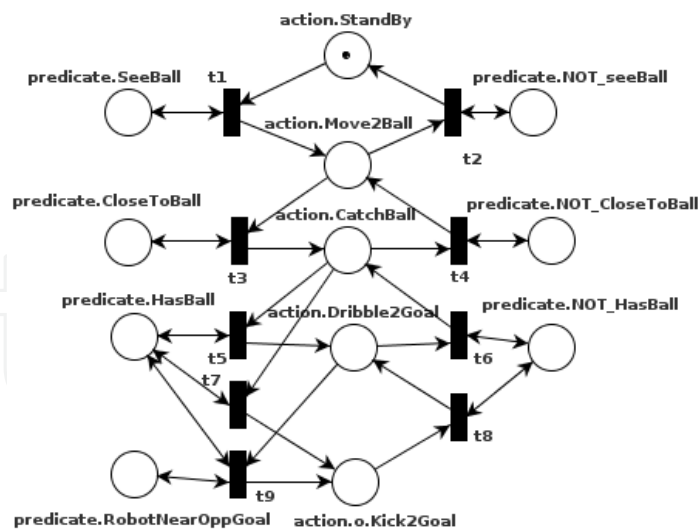 action.StandBy
predicate.SeeBall
t1
predicate.NOT_seeBall
action.Move2Ball
t2
predicate.CloseToBall
predicate.NOT_CloseToBall
action.CatchBall
t3
t4
predicate.HasBall
predicate.NOT_HasBall
action.Dribble2Goal
t5
t6
t7
t8
t9
predicate.RobotNearOppGoal
action.o.Kick2Goal